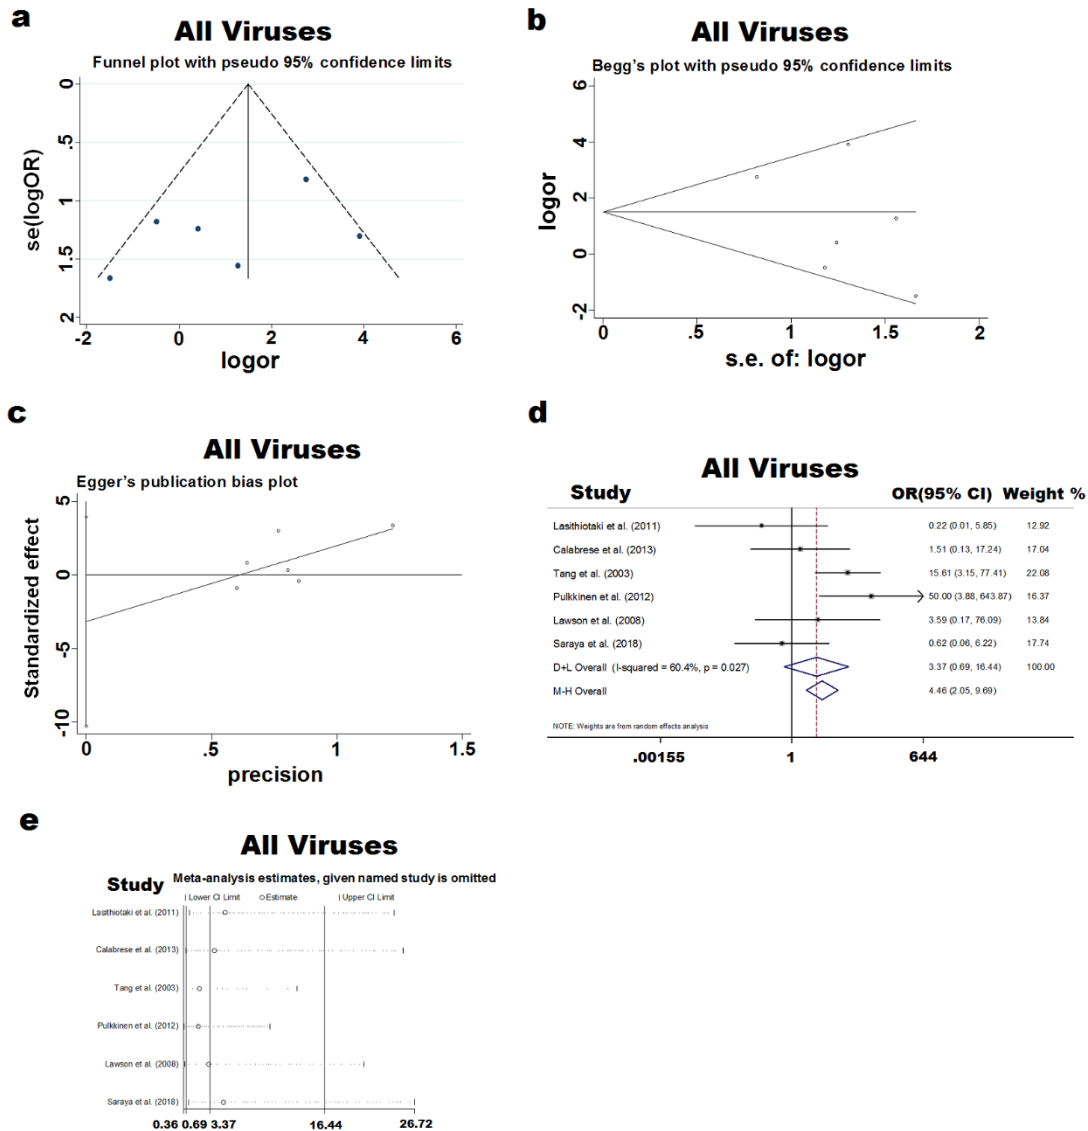 a
All Viruses
Funnel plot with pseudo 95% confidence limits
0
.5
1
1.5
2
se(logOR)
-2 0 2 4 6
logor
b
All Viruses
Begg's plot with pseudo 95% confidence limits
6
4
2
0
-2
logor
0 .5 1 1.5 2
s.e. of: logor
c
All Viruses
Egger's publication bias plot
5
0
-5
-10
Standardized effect
0 .5 1 1.5
precision
d
All Viruses
Study OR(95% CI) Weight %
Lasithiotaki et al. (2011) 0.22 (0.01, 5.85) 12.92
Calabrese et al. (2013) 1.51 (0.13, 17.24) 17.04
Tang et al. (2003) 15.61 (3.15, 77.41) 22.08
Pulkkinen et al. (2012) 50.00 (3.88, 643.87) 16.37
Lawson et al. (2008) 3.59 (0.17, 76.09) 13.84
Saraya et al. (2018) 0.62 (0.06, 6.22) 17.74
D+L Overall (I-squared = 60.4%, p = 0.027) 3.37 (0.69, 16.44) 100.00
M-H Overall 4.46 (2.05, 9.69)
NOTE: Weights are from random effects analysis
.00155 1 644
e
All Viruses
Study Meta-analysis estimates, given named study is omitted
Lower CI Limit Estimate Upper CI Limit
Lasithiotaki et al. (2011)
Calabrese et al. (2013)
Tang et al. (2003)
Pulkkinen et al. (2012)
Lawson et al. (2008)
Saraya et al. (2018)
0.36 0.69 3.37 16.44 26.72